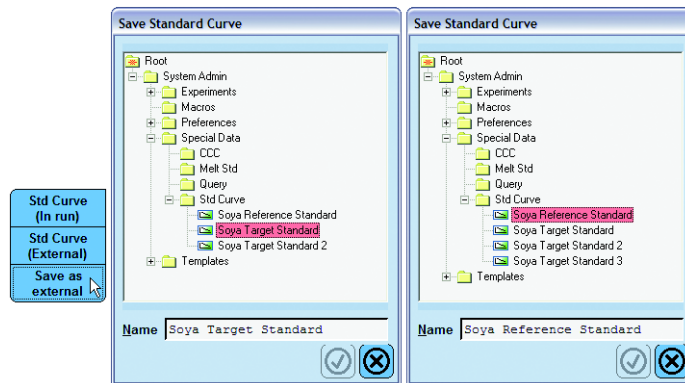 Save Standard Curve
Root
System Admin
Experiments
Macros
Preferences
Special Data
CCC
Melt Std
Query
Std Curve
Soya Reference Standard
Soya Target Standard
Soya Target Standard 2
Templates
Name Soya Target Standard
Save Standard Curve
Root
System Admin
Experiments
Macros
Preferences
Special Data
CCC
Melt Std
Query
Std Curve
Soya Reference Standard
Soya Target Standard
Soya Target Standard 2
Soya Target Standard 3
Templates
Name Soya Reference Standard
Std Curve
(In run)
Std Curve
(External)
Save as
external